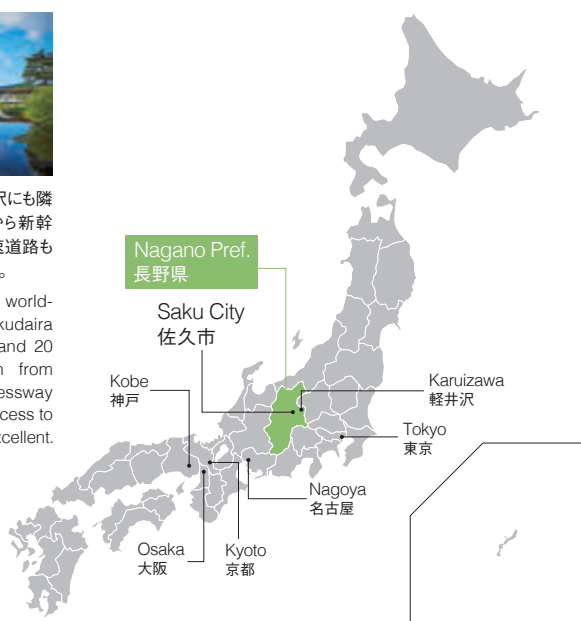 沢にも隣
から新幹
速道路も
。
world-
kudaira
and 20
from
essway
cess to
cellent.
Nagano Pref.
長野県
Saku City
佐久市
Kobe
神戸
Karuizawa
軽井沢
Tokyo
東京
Nagoya
名古屋
Osaka
大阪
Kyoto
京都